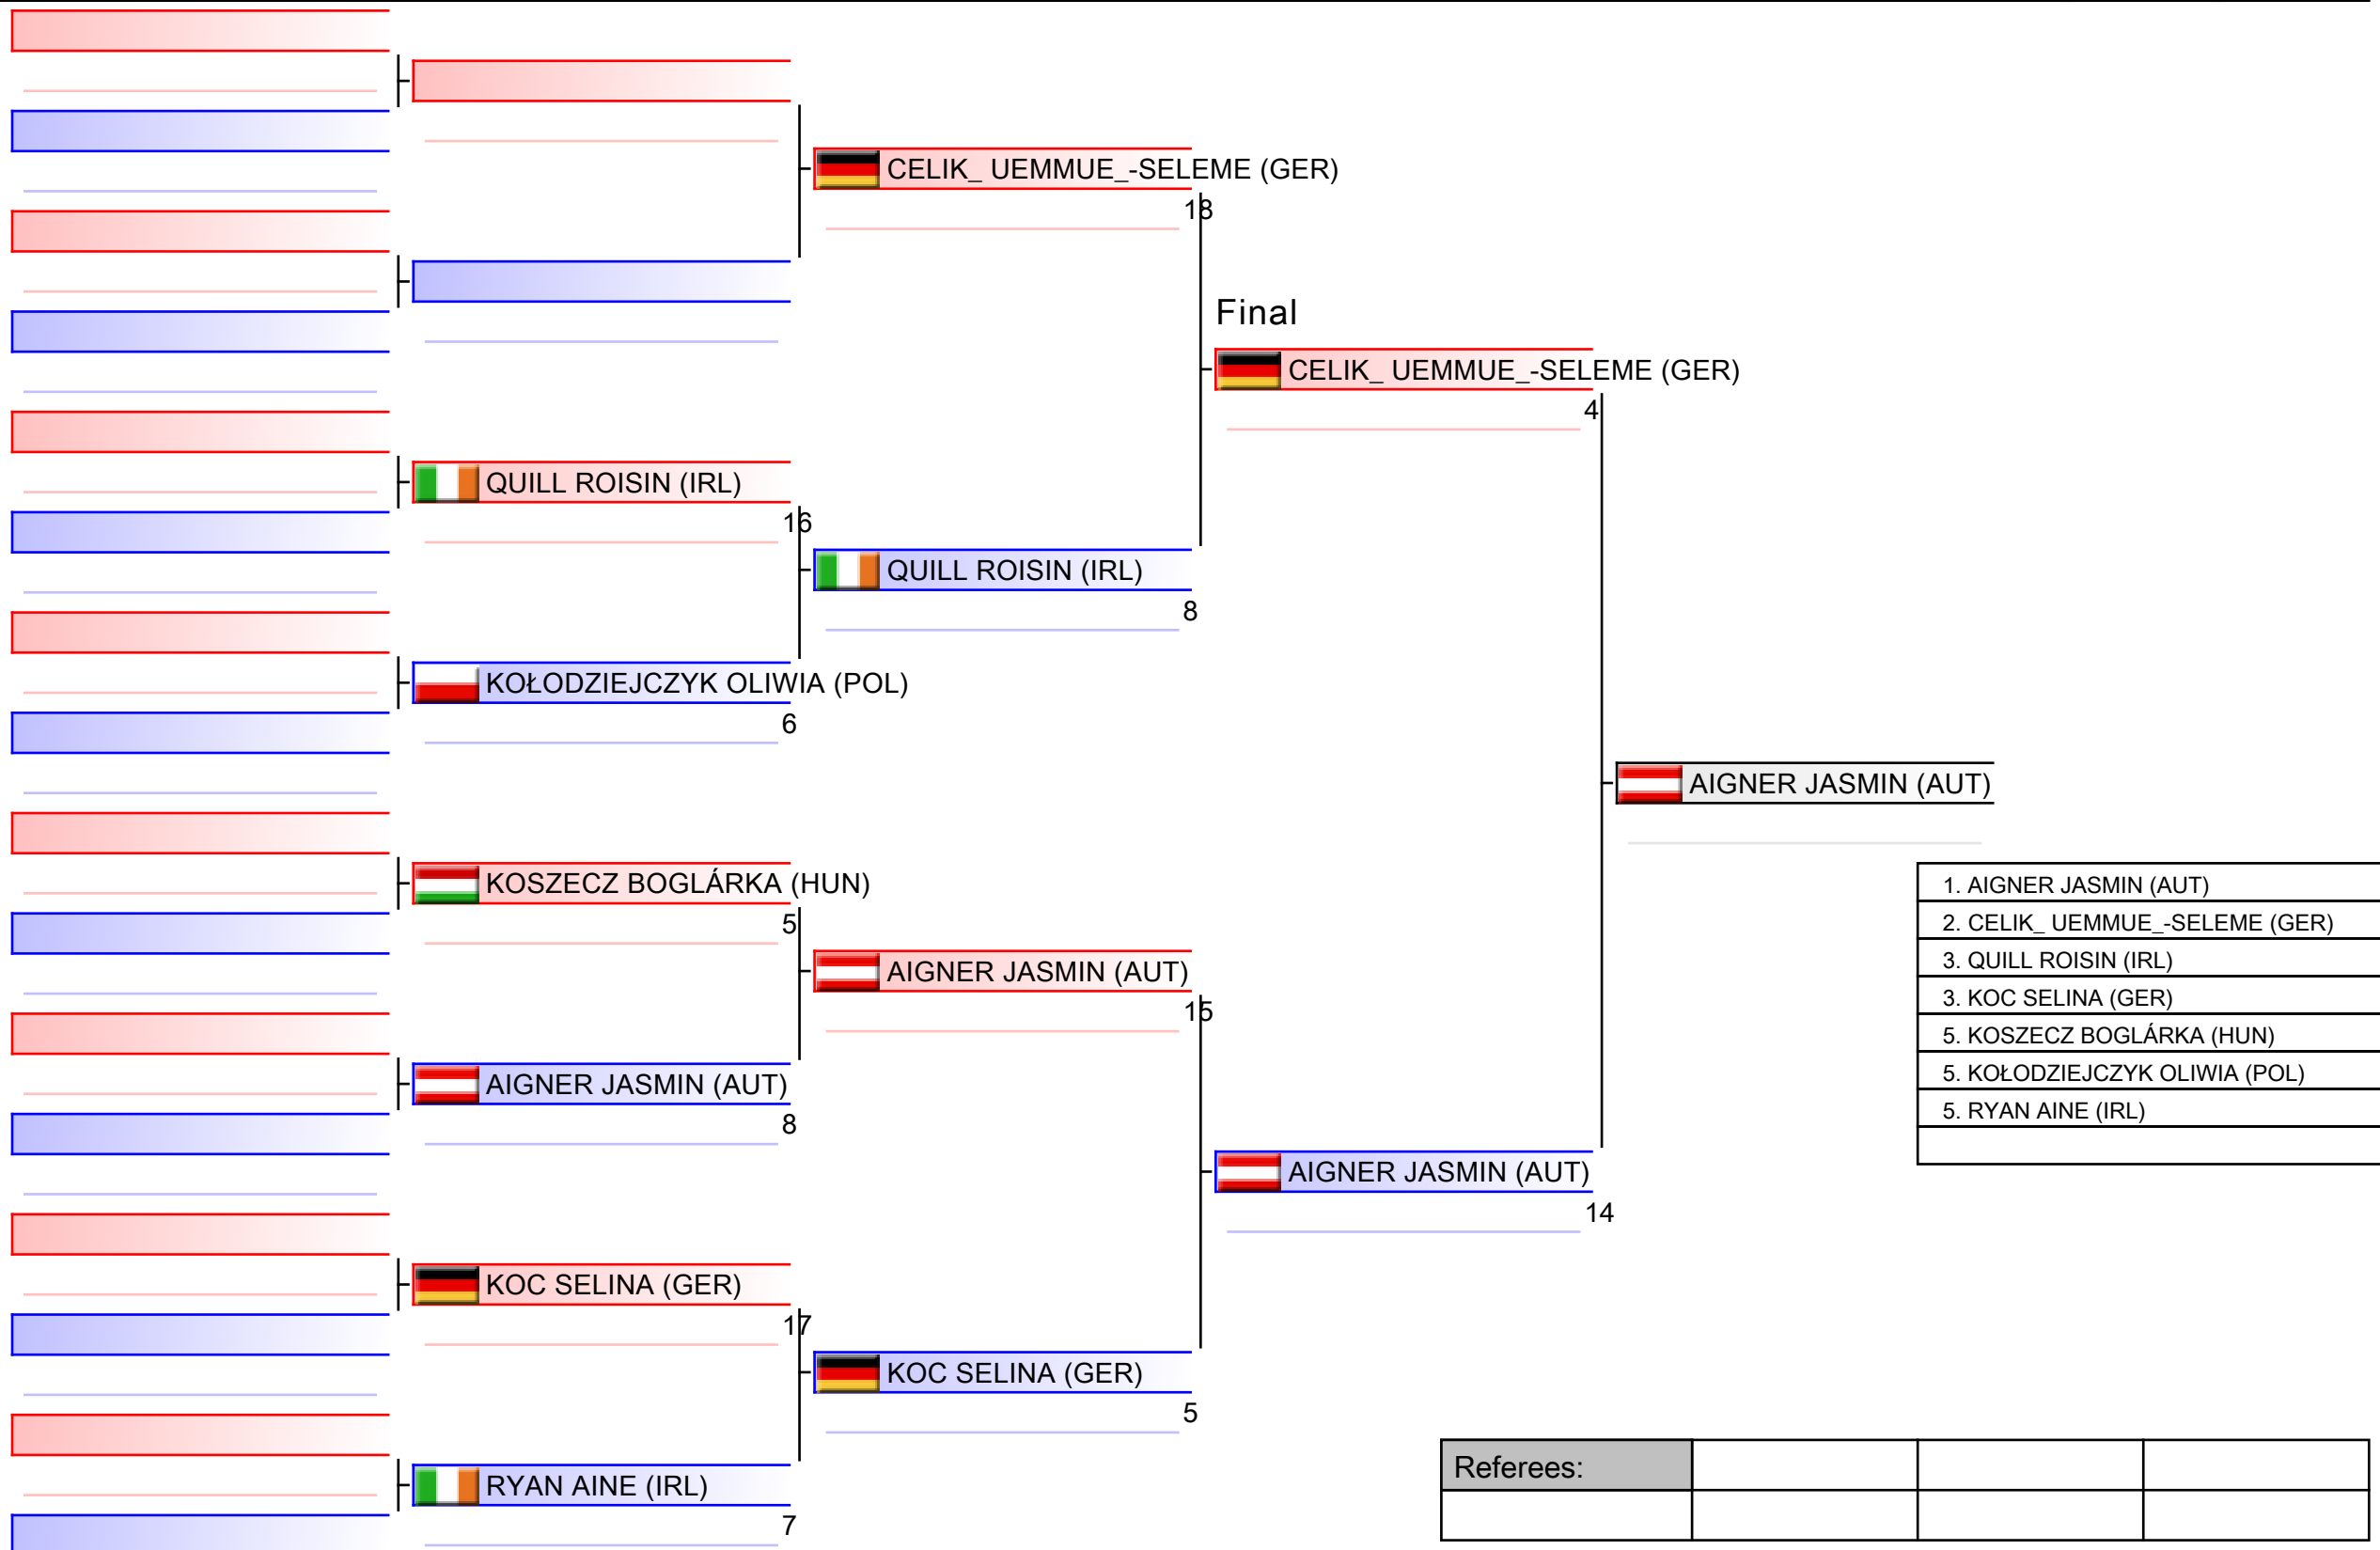 CELIK_ UEMMUE_-SELEME (GER)
18
Final
CELIK_ UEMMUE_-SELEME (GER)
4
QUILL ROISIN (IRL)
16
QUILL ROISIN (IRL)
8
KOŁODZIEJCZYK OLIWIA (POL)
6
AIGNER JASMIN (AUT)
KOSZECZ BOGLÁRKA (HUN)
5
AIGNER JASMIN (AUT)
15
AIGNER JASMIN (AUT)
8
AIGNER JASMIN (AUT)
14
KOC SELINA (GER)
17
KOC SELINA (GER)
5
RYAN AINE (IRL)
7
1. AIGNER JASMIN (AUT)
2. CELIK_ UEMMUE_-SELEME (GER)
3. QUILL ROISIN (IRL)
3. KOC SELINA (GER)
5. KOSZECZ BOGLÁRKA (HUN)
5. KOŁODZIEJCZYK OLIWIA (POL)
5. RYAN AINE (IRL)
Referees: